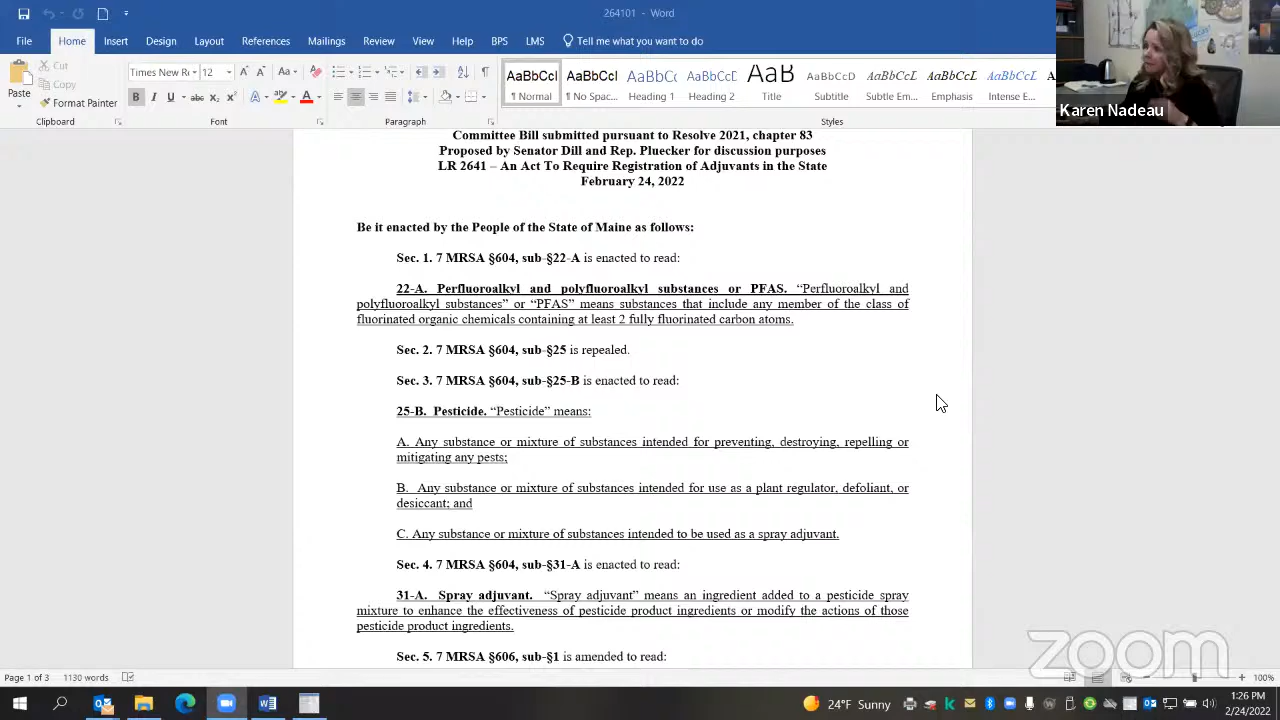 264101 - Word
File Home Insert Design Layout References Mailings Review View Help BPS LMS Tell me what you want to do
Karen Nadeau
Paste
Cut
Copy
Format Painter
Times New Ro 12
AaBbCcI AaBbCcI AaBbCc AaBbCcD AaB AaBbCcD AaBbCcL AaBbCcL AaBbCcL
¶ Normal ¶ No Spac... Heading 1 Heading 2 Title Subtitle Subtle Em... Emphasis Intense E...
Clipboard Font Paragraph Styles
Committee Bill submitted pursuant to Resolve 2021, chapter 83
Proposed by Senator Dill and Rep. Pluecker for discussion purposes
LR 2641 – An Act To Require Registration of Adjuvants in the State
February 24, 2022
Be it enacted by the People of the State of Maine as follows:
Sec. 1. 7 MRSA §604, sub-§22-A is enacted to read:
22-A. Perfluoroalkyl and polyfluoroalkyl substances or PFAS. “Perfluoroalkyl and
polyfluoroalkyl substances” or “PFAS” means substances that include any member of the class of
fluorinated organic chemicals containing at least 2 fully fluorinated carbon atoms.
Sec. 2. 7 MRSA §604, sub-§25 is repealed.
Sec. 3. 7 MRSA §604, sub-§25-B is enacted to read:
25-B. Pesticide. “Pesticide” means:
A. Any substance or mixture of substances intended for preventing, destroying, repelling or
mitigating any pests;
B. Any substance or mixture of substances intended for use as a plant regulator, defoliant, or
desiccant; and
C. Any substance or mixture of substances intended to be used as a spray adjuvant.
Sec. 4. 7 MRSA §604, sub-§31-A is enacted to read:
31-A. Spray adjuvant. “Spray adjuvant” means an ingredient added to a pesticide spray
mixture to enhance the effectiveness of pesticide product ingredients or modify the actions of those
pesticide product ingredients.
Sec. 5. 7 MRSA §606, sub-§1 is amended to read:
zoom
Page 1 of 3 1130 words 100%
24°F Sunny
1:26 PM
2/24/2022